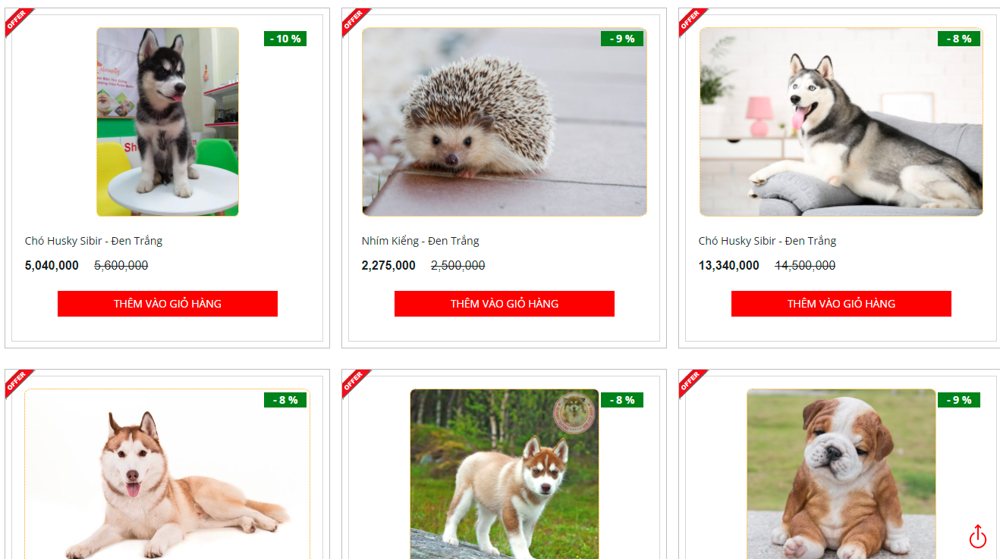 OFFER
- 10 %
Sh
m
Chó Husky Sibir - Đen Trắng
5,040,000 5,600,000
THÊM VÀO GIỎ HÀNG
OFFER
- 9 %
Nhím Kiểng - Đen Trắng
2,275,000 2,500,000
THÊM VÀO GIỎ HÀNG
OFFER
- 8 %
Chó Husky Sibir - Đen Trắng
13,340,000 14,500,000
THÊM VÀO GIỎ HÀNG
OFFER
- 8 %
OFFER
- 8 %
OFFER
- 9 %